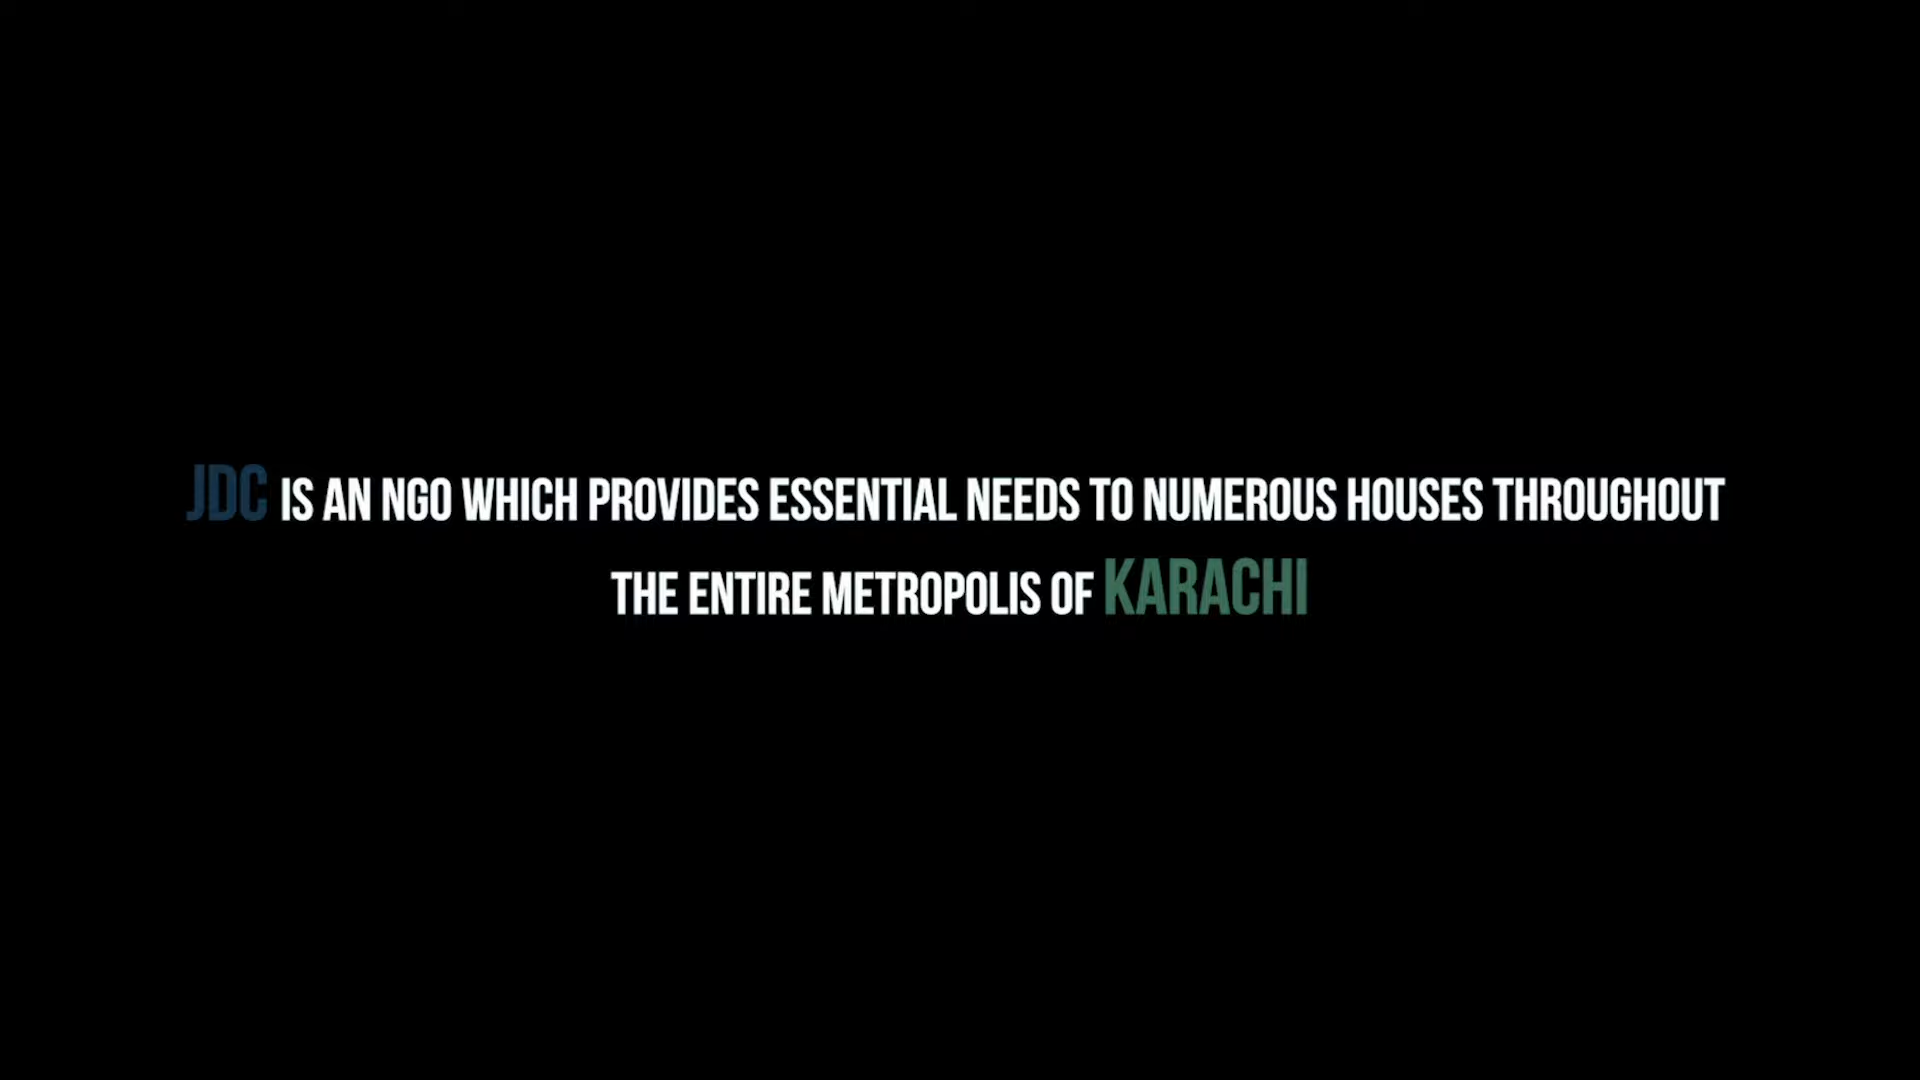 JDC IS AN NGO WHICH PROVIDES ESSENTIAL NEEDS TO NUMEROUS HOUSES THROUGHOUT
THE ENTIRE METROPOLIS OF KARACHI